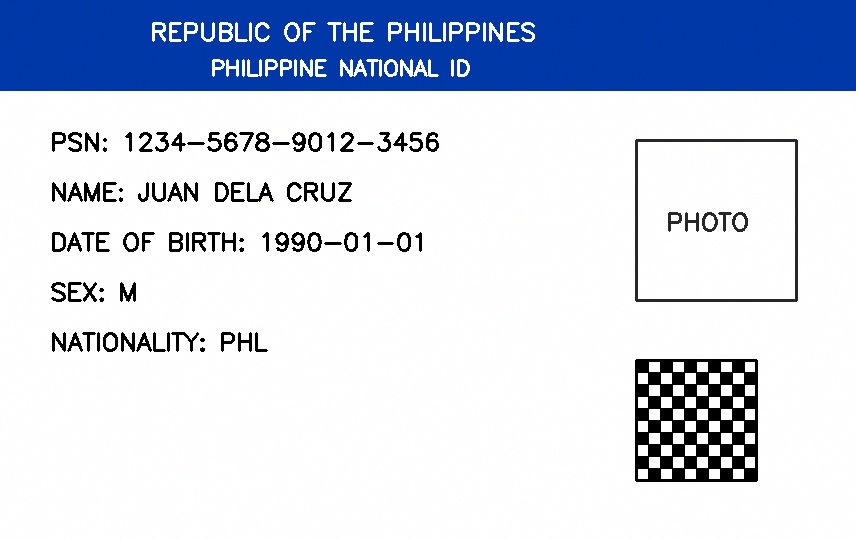 REPUBLIC OF THE PHILIPPINES
PHILIPPINE NATIONAL ID
PSN: 1234-5678-9012-3456
NAME: JUAN DELA CRUZ
DATE OF BIRTH: 1990-01-01
SEX: M
NATIONALITY: PHL
PHOTO